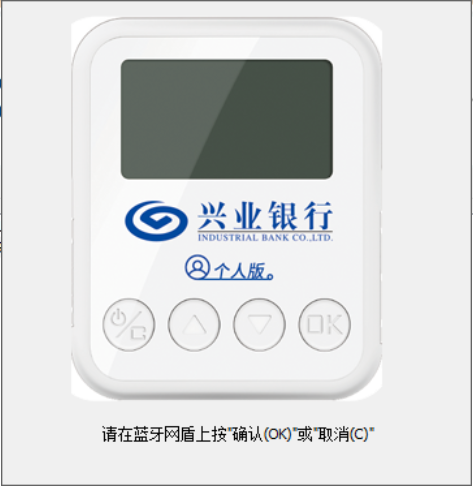 兴业银行
INDUSTRIAL BANK CO.,LTD.
个人版。
C OK
请在蓝牙网盾上按"确认(OK)"或"取消(C)"